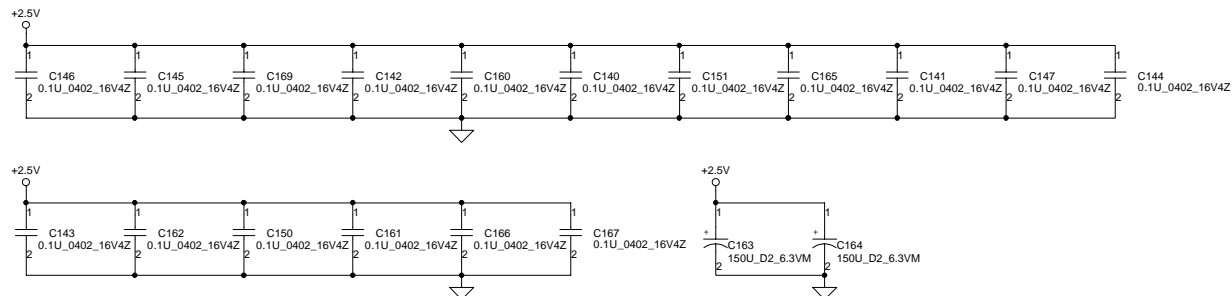 +2.5V
1 1 1 1 1 1 1 1 1 1 1
C146 C145 C169 C142 C160 C140 C151 C165 C141 C147 C144
0.1U_0402_16V4Z 0.1U_0402_16V4Z 0.1U_0402_16V4Z 0.1U_0402_16V4Z 0.1U_0402_16V4Z 0.1U_0402_16V4Z 0.1U_0402_16V4Z 0.1U_0402_16V4Z 0.1U_0402_16V4Z 0.1U_0402_16V4Z 0.1U_0402_16V4Z
2 2 2 2 2 2 2 2 2 2 2
+2.5V +2.5V
1 1 1 1 1 1 1 1
C143 C162 C150 C161 C166 C167 + C163 + C164
0.1U_0402_16V4Z 0.1U_0402_16V4Z 0.1U_0402_16V4Z 0.1U_0402_16V4Z 0.1U_0402_16V4Z 0.1U_0402_16V4Z 150U_D2_6.3VM 150U_D2_6.3VM
2 2 2 2 2 2 2 2